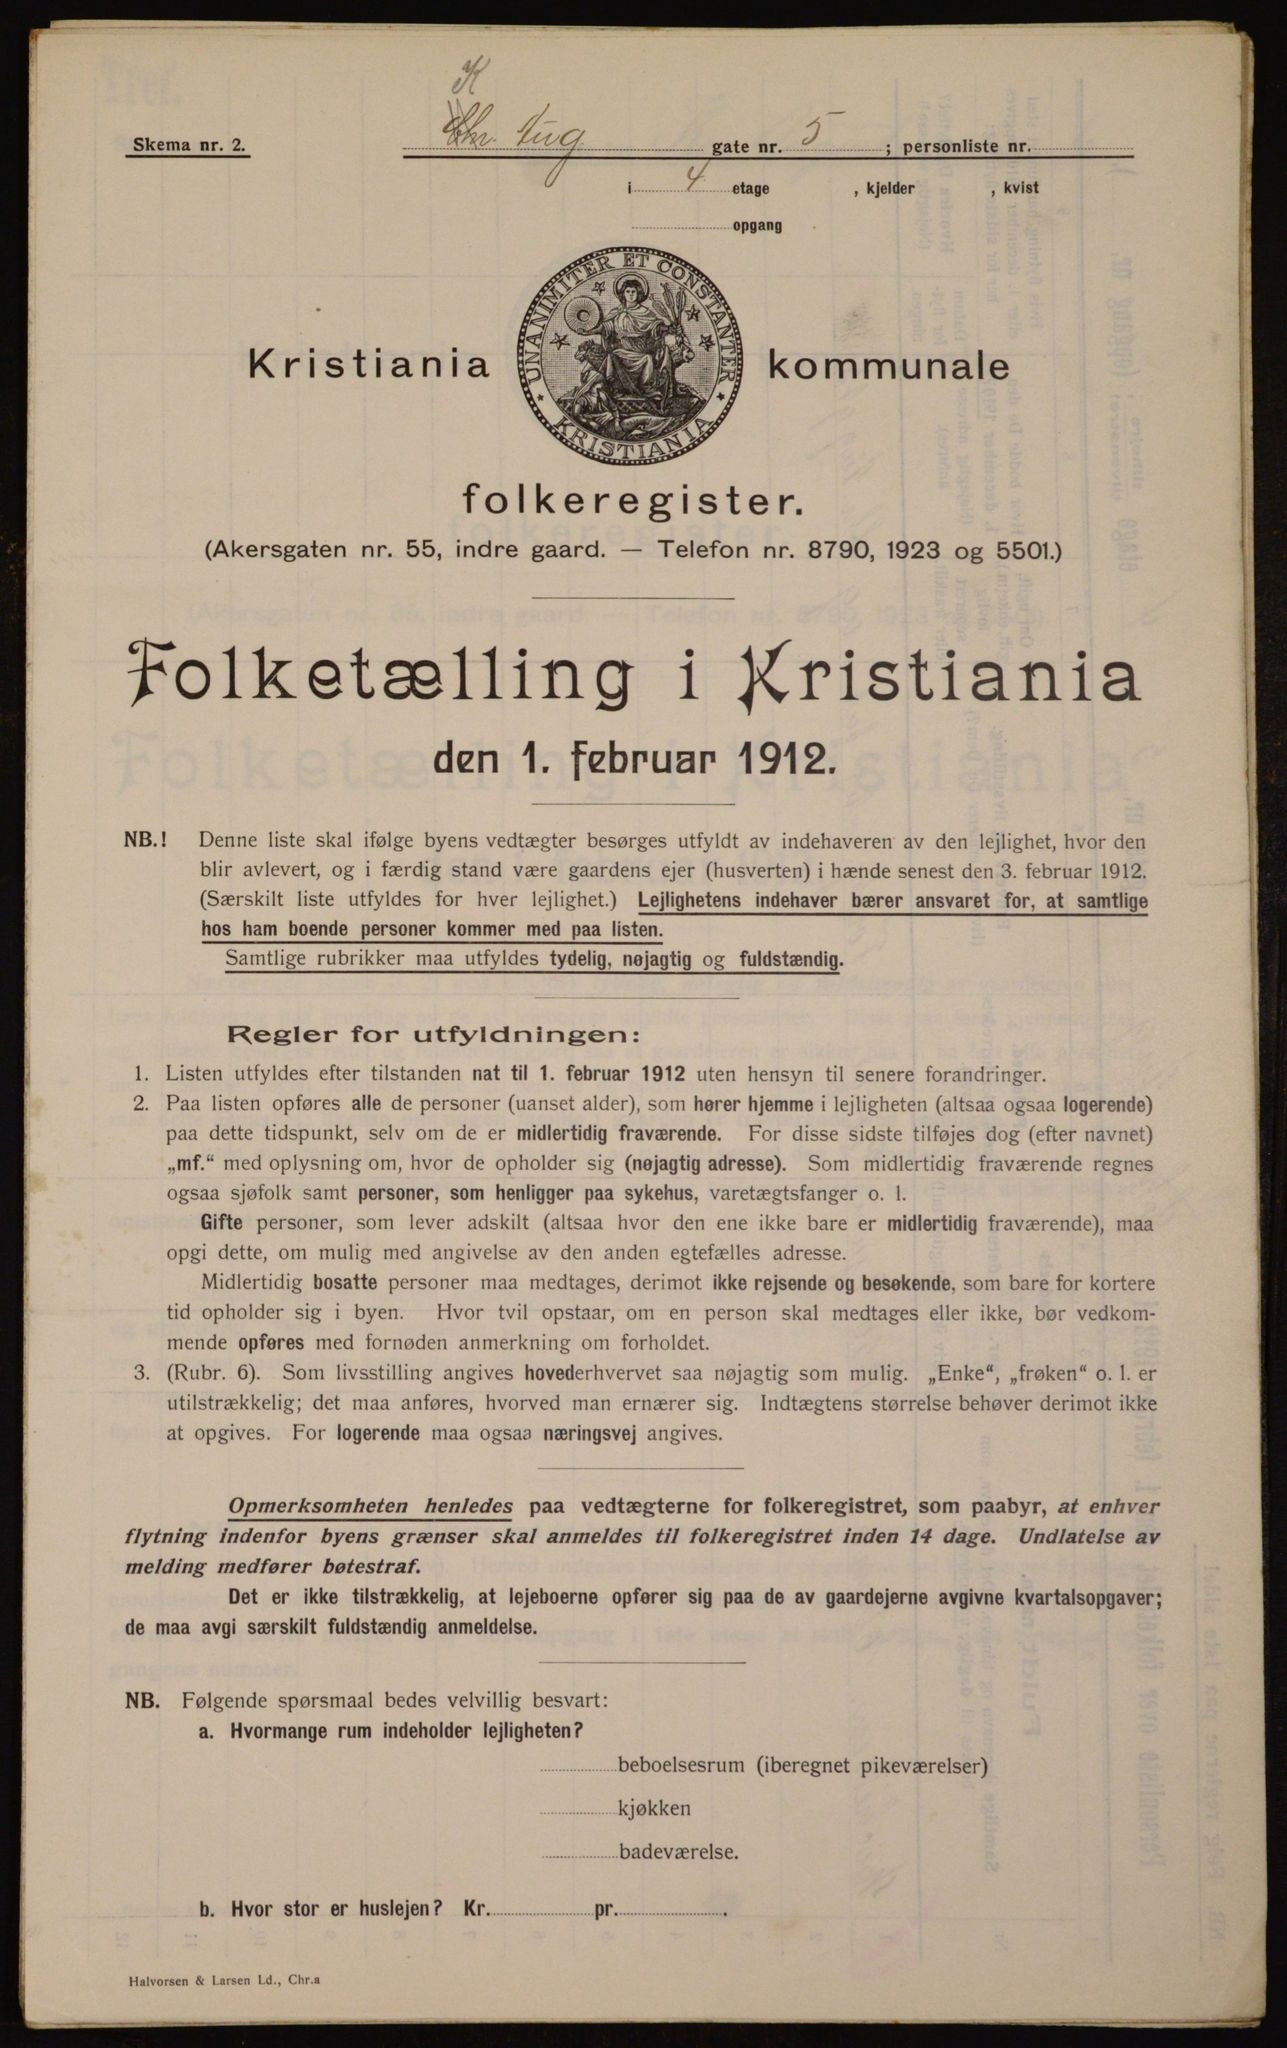 K
Skema nr. 2. Chr. Aug gate nr. 5 ; personliste nr.
i 4 etage , kjelder , kvist
opgang
UNANIMITER ET CONSTANTER
KRISTIANIA
Kristiania kommunale
folkeregister.
(Akersgaten nr. 55, indre gaard. — Telefon nr. 8790, 1923 og 5501.)
Folketælling i Kristiania
den 1. februar 1912.
NB.! Denne liste skal ifølge byens vedtægter besørges utfyldt av indehaveren av den lejlighet, hvor den
blir avlevert, og i færdig stand være gaardens ejer (husverten) i hænde senest den 3. februar 1912.
(Særskilt liste utfyldes for hver lejlighet.) Lejlighetens indehaver bærer ansvaret for, at samtlige
hos ham boende personer kommer med paa listen.
Samtlige rubrikker maa utfyldes tydelig, nøjagtig og fuldstændig.
Regler for utfyldningen:
1. Listen utfyldes efter tilstanden nat til 1. februar 1912 uten hensyn til senere forandringer.
2. Paa listen opføres alle de personer (uanset alder), som hører hjemme i lejligheten (altsaa ogsaa logerende)
paa dette tidspunkt, selv om de er midlertidig fraværende. For disse sidste tilføjes dog (efter navnet)
„mf.“ med oplysning om, hvor de opholder sig (nøjagtig adresse). Som midlertidig fraværende regnes
ogsaa sjøfolk samt personer, som henligger paa sykehus, varetægtsfanger o. l.
Gifte personer, som lever adskilt (altsaa hvor den ene ikke bare er midlertidig fraværende), maa
opgi dette, om mulig med angivelse av den anden egtefælles adresse.
Midlertidig bosatte personer maa medtages, derimot ikke rejsende og besøkende, som bare for kortere
tid opholder sig i byen. Hvor tvil opstaar, om en person skal medtages eller ikke, bør vedkom-
mende opføres med fornøden anmerkning om forholdet.
3. (Rubr. 6). Som livsstilling angives hovederhvervet saa nøjagtig som mulig. „Enke“, „frøken“ o. l. er
utilstrækkelig; det maa anføres, hvorved man ernærer sig. Indtægtens størrelse behøver derimot ikke
at opgives. For logerende maa ogsaa næringsvej angives.
Opmerksomheten henledes paa vedtægterne for folkeregistret, som paabyr, at enhver
flytning indenfor byens grænser skal anmeldes til folkeregistret inden 14 dage. Undlatelse av
melding medfører bøtestraf.
Det er ikke tilstrækkelig, at lejeboerne opfører sig paa de av gaardejerne avgivne kvartalsopgaver;
de maa avgi særskilt fuldstændig anmeldelse.
NB. Følgende spørsmaal bedes velvillig besvart:
a. Hvormange rum indeholder lejligheten?
beboelsesrum (iberegnet pikeværelser)
kjøkken
badeværelse.
b. Hvor stor er huslejen? Kr. pr. .
Halvorsen & Larsen Ld., Chr.a